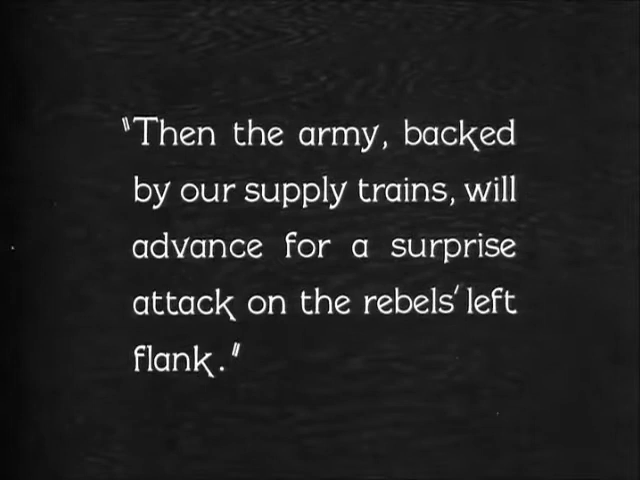 "Then the army, backed
by our supply trains, will
advance for a surprise
attack on the rebels' left
flank."